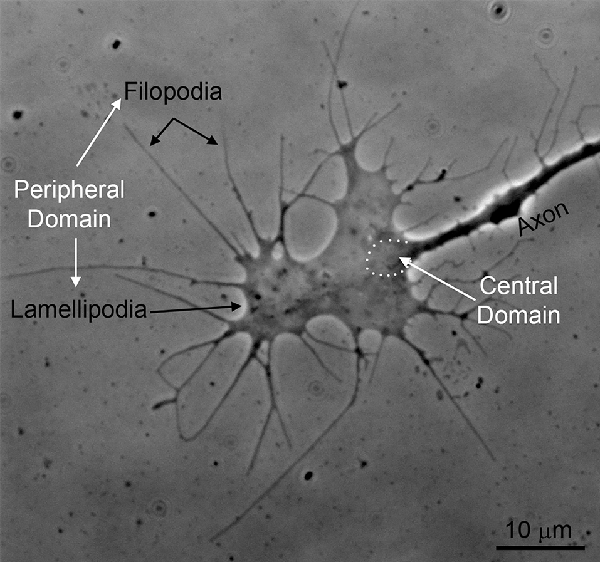 Filopodia
Peripheral
Domain
Axon
Lamellipodia
Central
Domain
10 μm